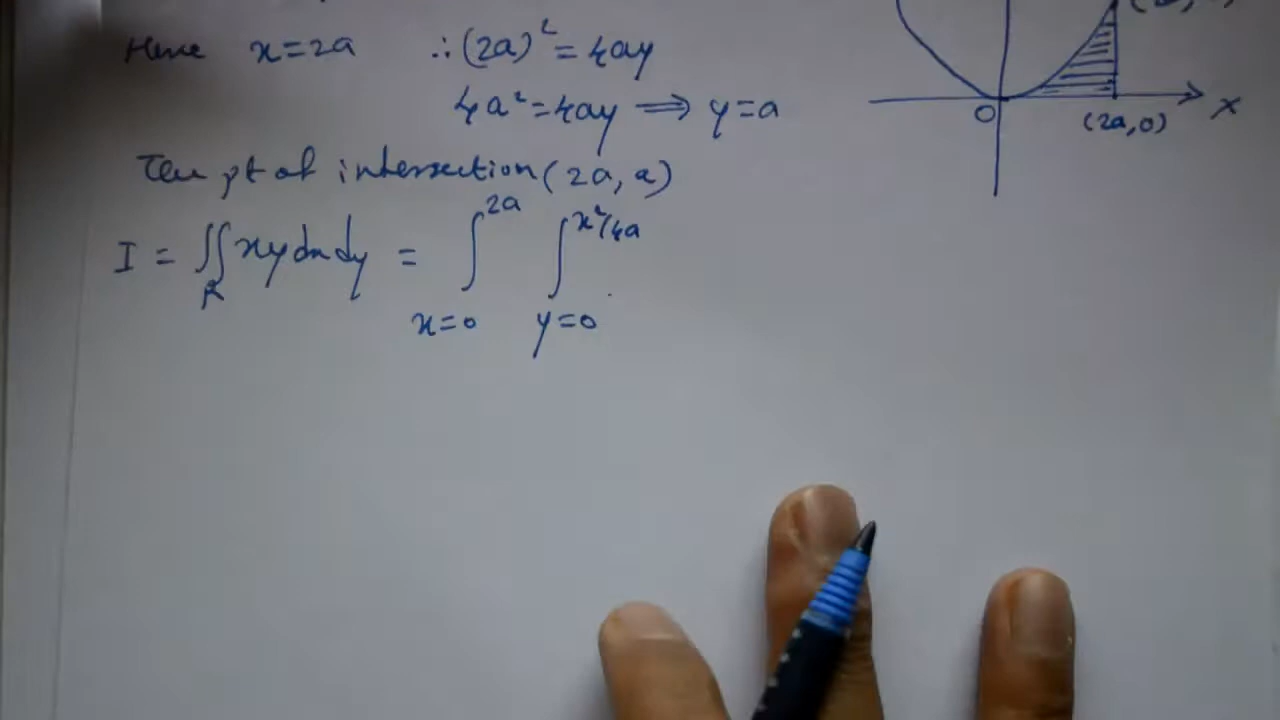 Here x=2a ∴(2a)²=4ay
4a²=4ay ⟹ y=a
pt of intersection(2a, a)
I = ∬_R xy dx dy = ∫_{x=0}^{2a} ∫_{y=0}^{x²/4a}
O
(2a,0)
X